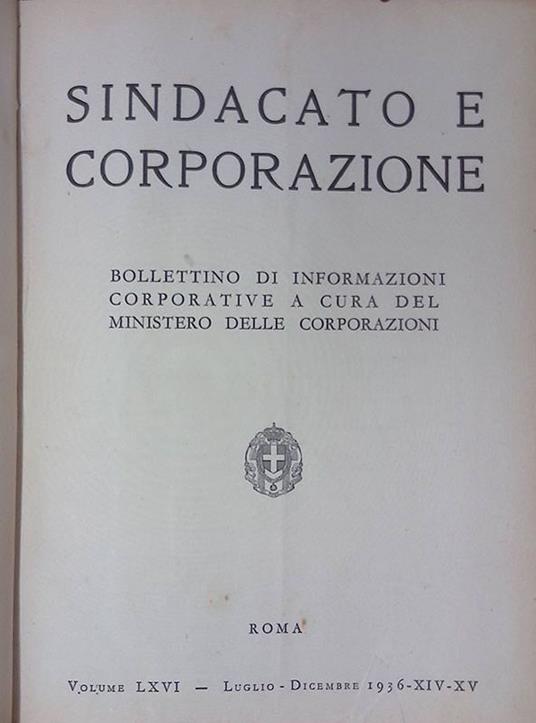 SINDACATO E
CORPORAZIONE
BOLLETTINO DI INFORMAZIONI
CORPORATIVE A CURA DEL
MINISTERO DELLE CORPORAZIONI
ROMA
VOLUME LXVI — LUGLIO - DICEMBRE 1936-XIV-XV